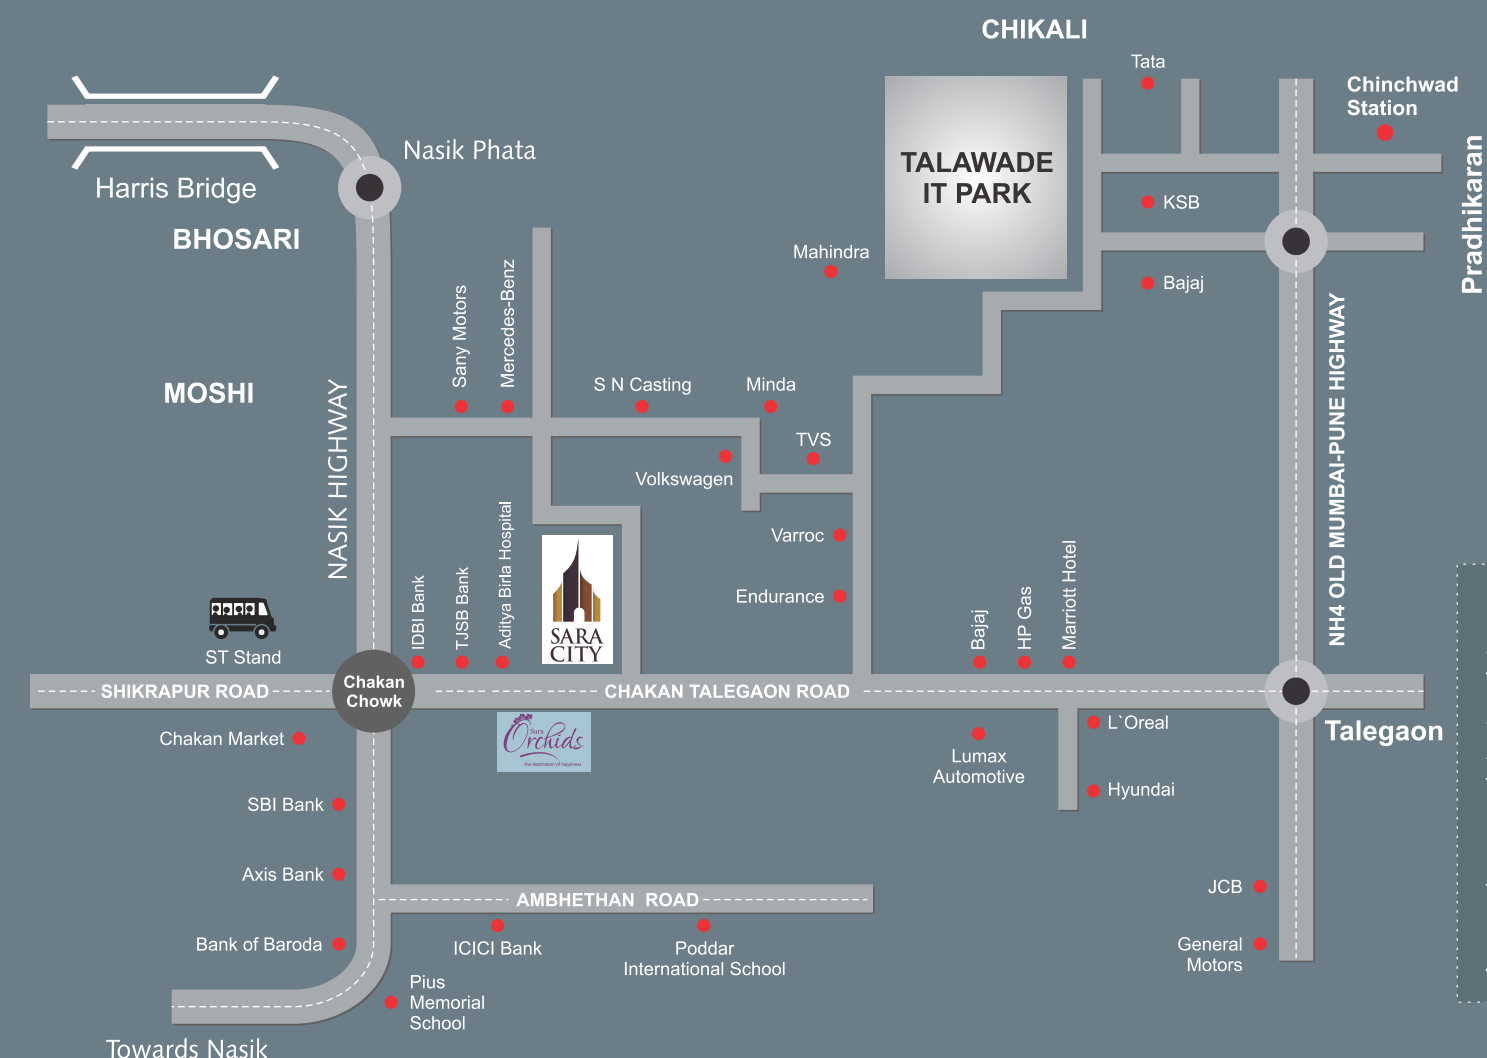 CHIKALI
Tata
Chinchwad
Station
Nasik Phata
TALAWADE
IT PARK
Harris Bridge
KSB
Pradhikaran
BHOSARI
Mahindra
Bajaj
Sany Motors
Mercedes-Benz
MOSHI
S N Casting
Minda
NASIK HIGHWAY
NH4 OLD MUMBAI-PUNE HIGHWAY
TVS
Volkswagen
Varroc
IDBI Bank
TJSB Bank
Aditya Birla Hospital
Endurance
Bajaj
HP Gas
Marriott Hotel
SARA
CITY
ST Stand
SHIKRAPUR ROAD
Chakan
Chowk
CHAKAN TALEGAON ROAD
Sara
Orchids
the destination of happiness
L`Oreal
Talegaon
Chakan Market
Lumax
Automotive
Hyundai
SBI Bank
Axis Bank
JCB
AMBHETHAN ROAD
Bank of Baroda
ICICI Bank
Poddar
International School
General
Motors
Pius
Memorial
School
Towards Nasik